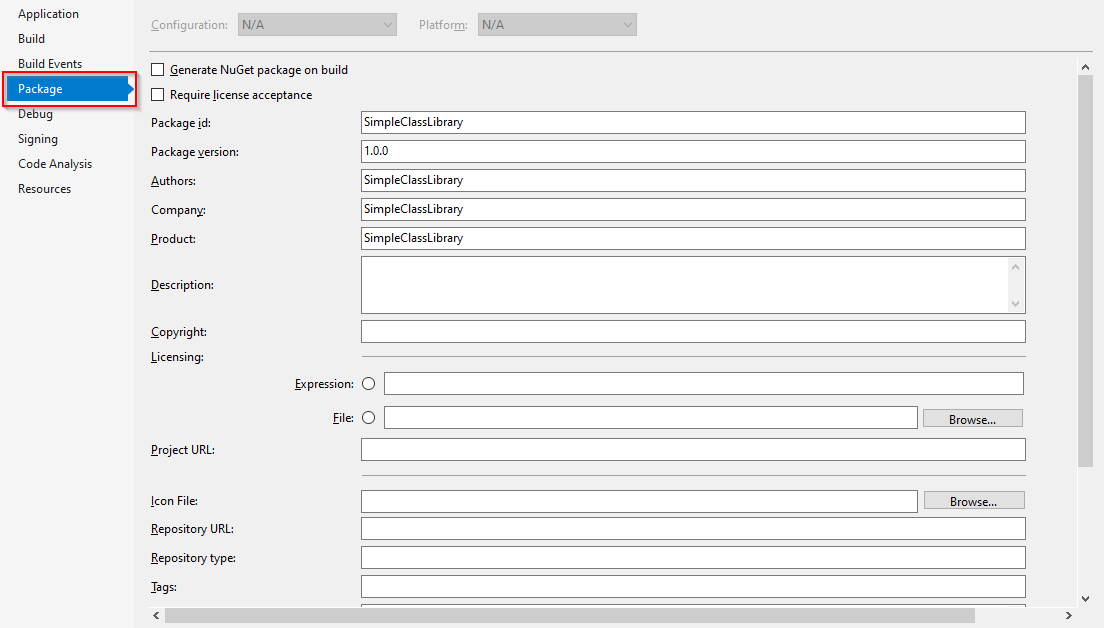 Application
Build
Build Events
Package
Debug
Signing
Code Analysis
Resources
Configuration: N/A Platform: N/A
Generate NuGet package on build
Require license acceptance
Package id: SimpleClassLibrary
Package version: 1.0.0
Authors: SimpleClassLibrary
Company: SimpleClassLibrary
Product: SimpleClassLibrary
Description:
Copyright:
Licensing:
Expression:
File: Browse...
Project URL:
Icon File: Browse...
Repository URL:
Repository type:
Tags: